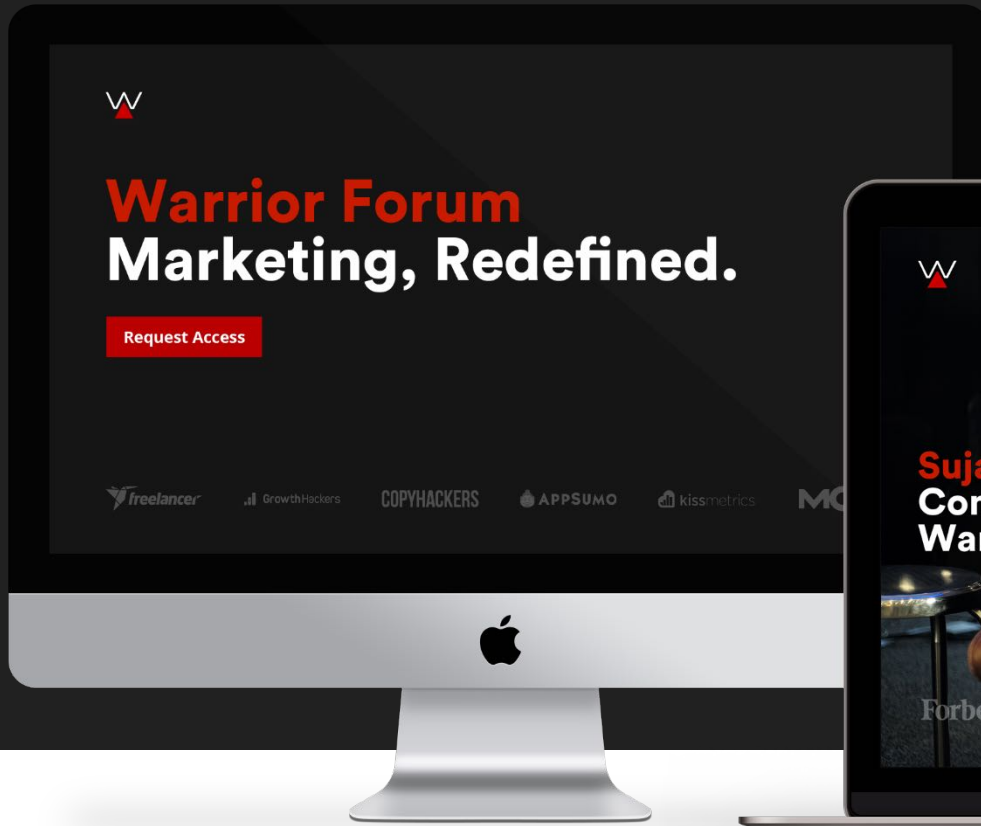 Warrior Forum
Marketing, Redefined.
Request Access
freelancer
GrowthHackers
COPYHACKERS
APPSUMO
kissmetrics